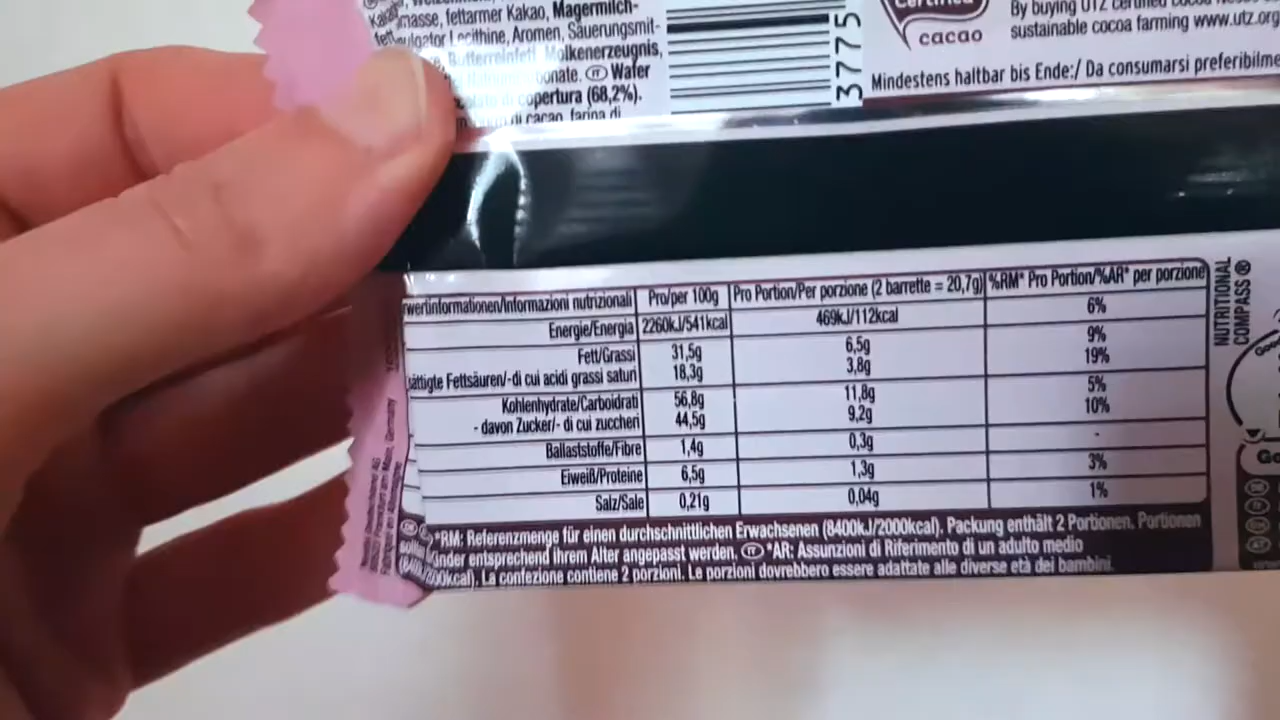 masse, fettarmer Kakao, Magermilch-
Lecithine, Aromen, Säuerungsmit-
Butterreinfett, Molkenerzeugnis,
bonate. IT Wafer
copertura (68,2%).
di cacao, farina di
3775
Certified
cacao
By buying UTZ certified cocoa
sustainable cocoa farming www.utz.org
Mindestens haltbar bis Ende:/ Da consumarsi preferibilme
wertinformationen/Informazioni nutrizionali Pro/per 100g Pro Portion/Per porzione (2 barrette = 20,7g) %RM* Pro Portion/%AR* per porzione
Energie/Energia 2260kJ/541kcal 469kJ/112kcal 6%
Fett/Grassi 31,5g 6,5g 9%
sättigte Fettsäuren/-di cui acidi grassi saturi 18,3g 3,8g 19%
Kohlenhydrate/Carboidrati 56,8g 11,8g 5%
- davon Zucker/- di cui zuccheri 44,5g 9,2g 10%
Ballaststoffe/Fibre 1,4g 0,3g -
Eiweiß/Proteine 6,5g 1,3g 3%
Salz/Sale 0,21g 0,04g 1%
DE *RM: Referenzmenge für einen durchschnittlichen Erwachsenen (8400kJ/2000kcal). Packung enthält 2 Portionen. Portionen
inder entsprechend ihrem Alter angepasst werden. IT *AR: Assunzioni di Riferimento di un adulto medio
2000kcal). La confezione contiene 2 porzioni. Le porzioni dovrebbero essere adattate alle diverse età dei bambini.
NUTRITIONAL
COMPASS ®